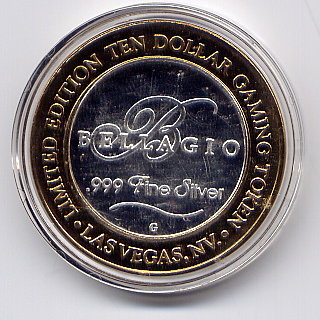 LIMITED EDITION TEN DOLLAR GAMING TOKEN
B
BELLAGIO
.999 Fine Silver
G
• LAS VEGAS, NV. •